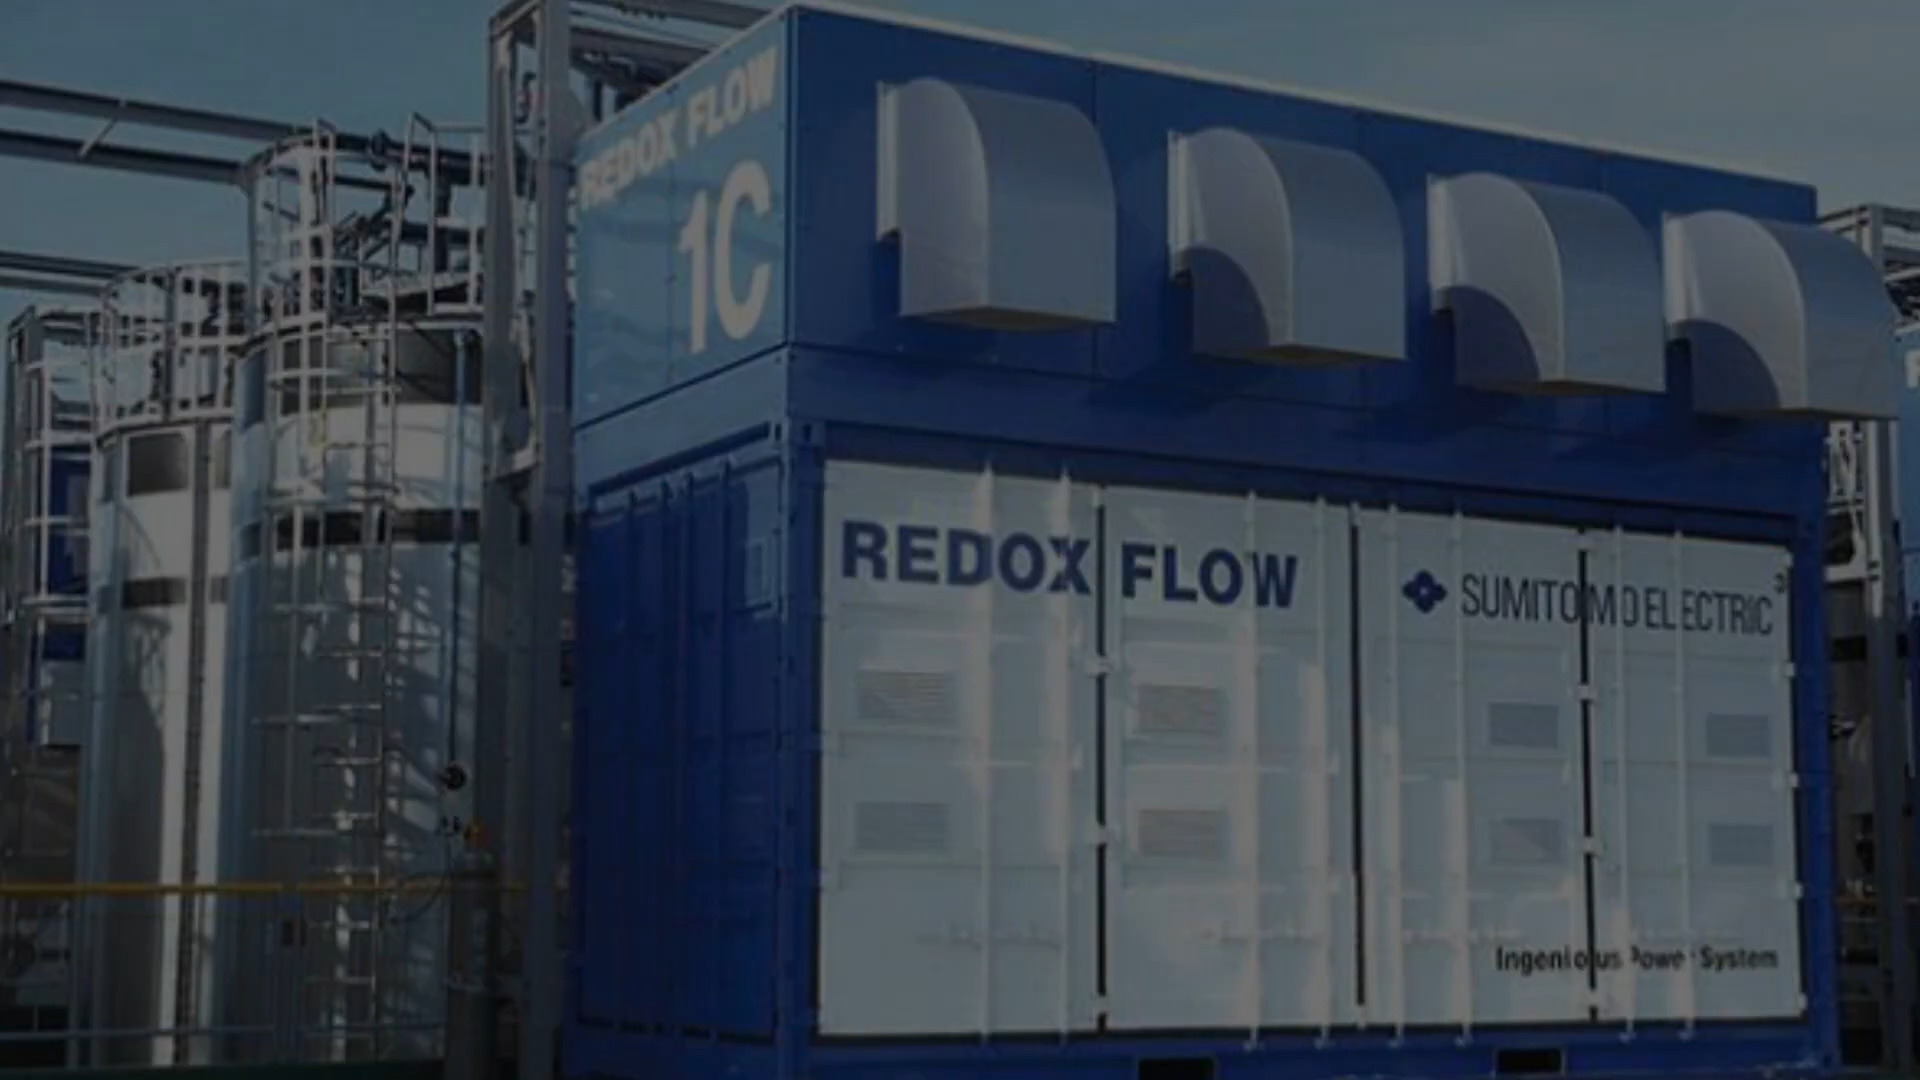 REDOX FLOW
1C
REDOX FLOW
SUMITOMO ELECTRIC
Ingenious Power System